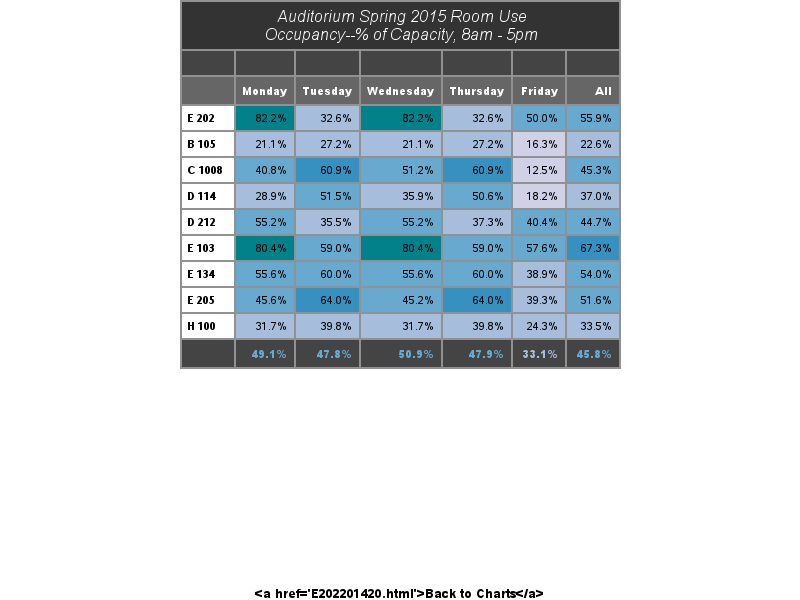 Auditorium Spring 2015 Room Use
Occupancy--% of Capacity, 8am - 5pm
Monday Tuesday Wednesday Thursday Friday All
E 202 82.2% 32.6% 82.2% 32.6% 50.0% 55.9%
B 105 21.1% 27.2% 21.1% 27.2% 16.3% 22.6%
C 1008 40.8% 60.9% 51.2% 60.9% 12.5% 45.3%
D 114 28.9% 51.5% 35.9% 50.6% 18.2% 37.0%
D 212 55.2% 35.5% 55.2% 37.3% 40.4% 44.7%
E 103 80.4% 59.0% 80.4% 59.0% 57.6% 67.3%
E 134 55.6% 60.0% 55.6% 60.0% 38.9% 54.0%
E 205 45.6% 64.0% 45.2% 64.0% 39.3% 51.6%
H 100 31.7% 39.8% 31.7% 39.8% 24.3% 33.5%
49.1% 47.8% 50.9% 47.9% 33.1% 45.8%
<a href='E202201420.html'>Back to Charts</a>